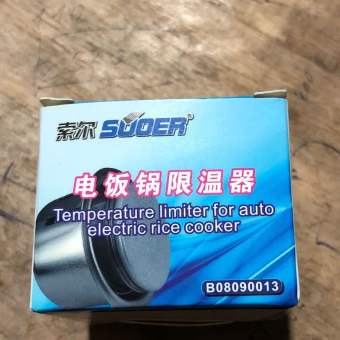 索尔 SUOER
电饭锅限温器
Temperature limiter for auto
electric rice cooker
B08090013